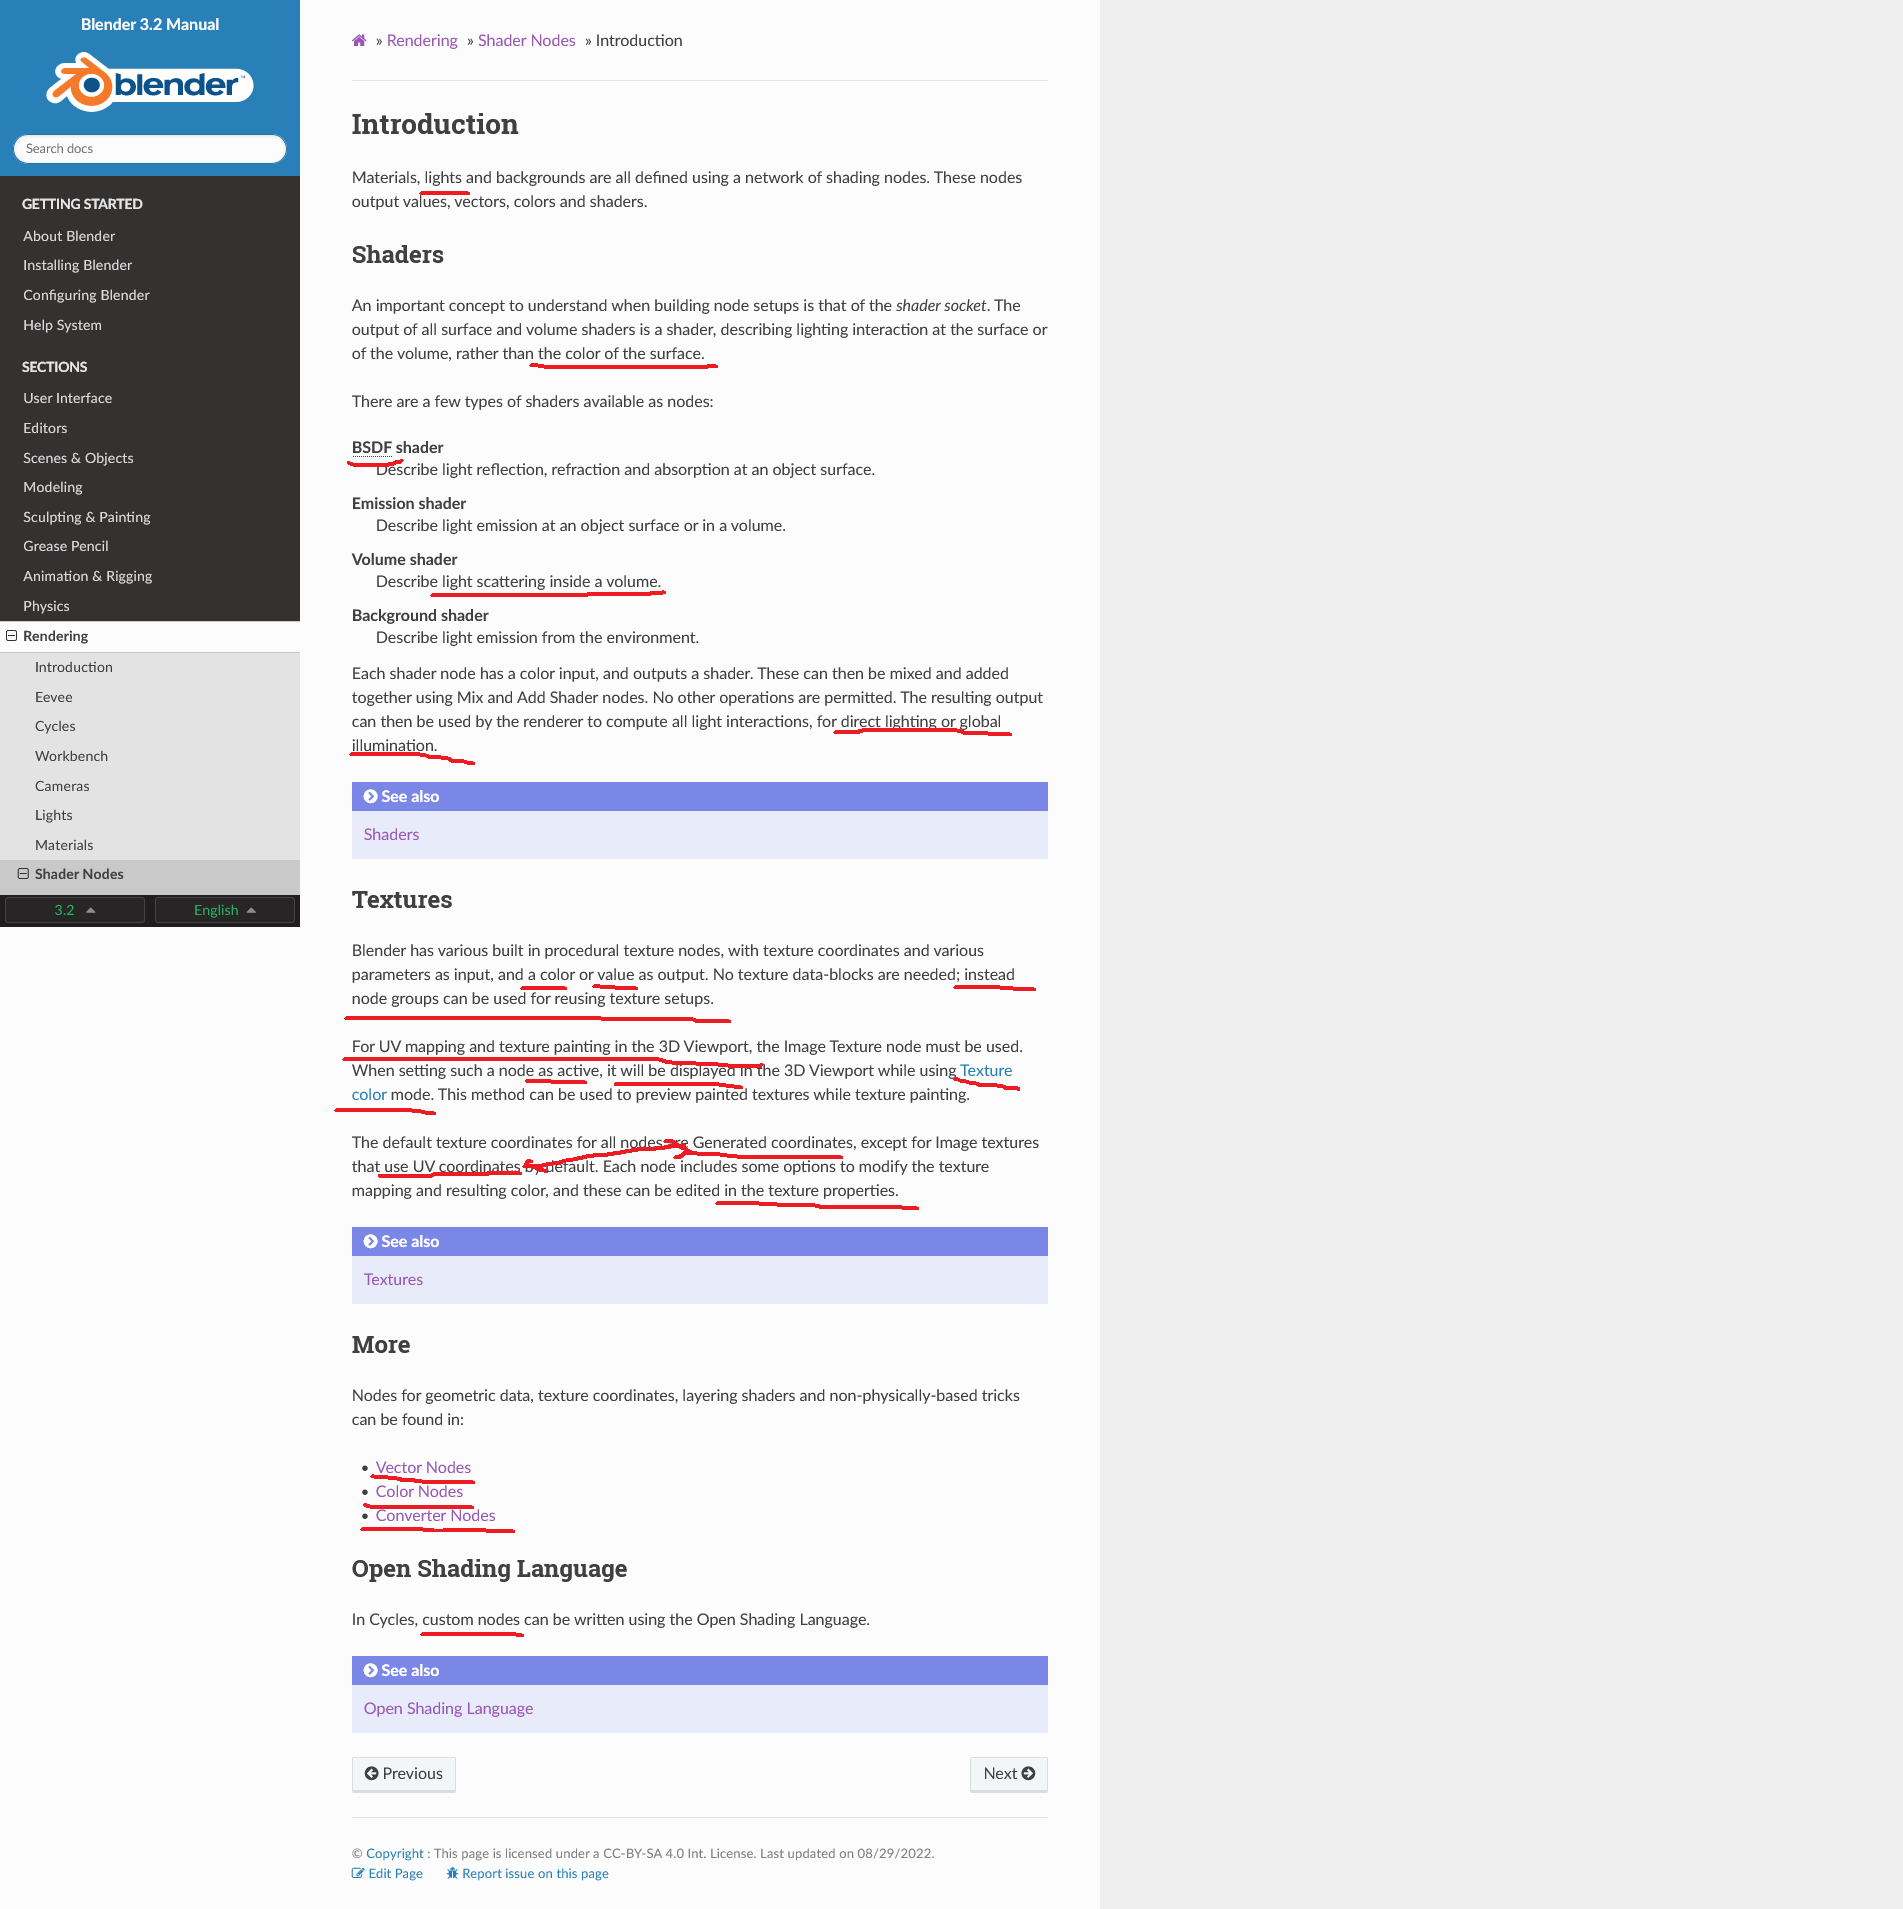 Blender 3.2 Manual
blender™
Search docs
GETTING STARTED
About Blender
Installing Blender
Configuring Blender
Help System
SECTIONS
User Interface
Editors
Scenes & Objects
Modeling
Sculpting & Painting
Grease Pencil
Animation & Rigging
Physics
Rendering
Introduction
Eevee
Cycles
Workbench
Cameras
Lights
Materials
Shader Nodes
3.2 English
» Rendering » Shader Nodes » Introduction
Introduction
Materials, lights and backgrounds are all defined using a network of shading nodes. These nodes
output values, vectors, colors and shaders.
Shaders
An important concept to understand when building node setups is that of the shader socket. The
output of all surface and volume shaders is a shader, describing lighting interaction at the surface or
of the volume, rather than the color of the surface.
There are a few types of shaders available as nodes:
BSDF shader
Describe light reflection, refraction and absorption at an object surface.
Emission shader
Describe light emission at an object surface or in a volume.
Volume shader
Describe light scattering inside a volume.
Background shader
Describe light emission from the environment.
Each shader node has a color input, and outputs a shader. These can then be mixed and added
together using Mix and Add Shader nodes. No other operations are permitted. The resulting output
can then be used by the renderer to compute all light interactions, for direct lighting or global
illumination.
See also
Shaders
Textures
Blender has various built in procedural texture nodes, with texture coordinates and various
parameters as input, and a color or value as output. No texture data-blocks are needed; instead
node groups can be used for reusing texture setups.
For UV mapping and texture painting in the 3D Viewport, the Image Texture node must be used.
When setting such a node as active, it will be displayed in the 3D Viewport while using Texture
color mode. This method can be used to preview painted textures while texture painting.
The default texture coordinates for all nodes are Generated coordinates, except for Image textures
that use UV coordinates by default. Each node includes some options to modify the texture
mapping and resulting color, and these can be edited in the texture properties.
See also
Textures
More
Nodes for geometric data, texture coordinates, layering shaders and non-physically-based tricks
can be found in:
• Vector Nodes
• Color Nodes
• Converter Nodes
Open Shading Language
In Cycles, custom nodes can be written using the Open Shading Language.
See also
Open Shading Language
Previous Next
© Copyright : This page is licensed under a CC-BY-SA 4.0 Int. License. Last updated on 08/29/2022.
Edit Page Report issue on this page